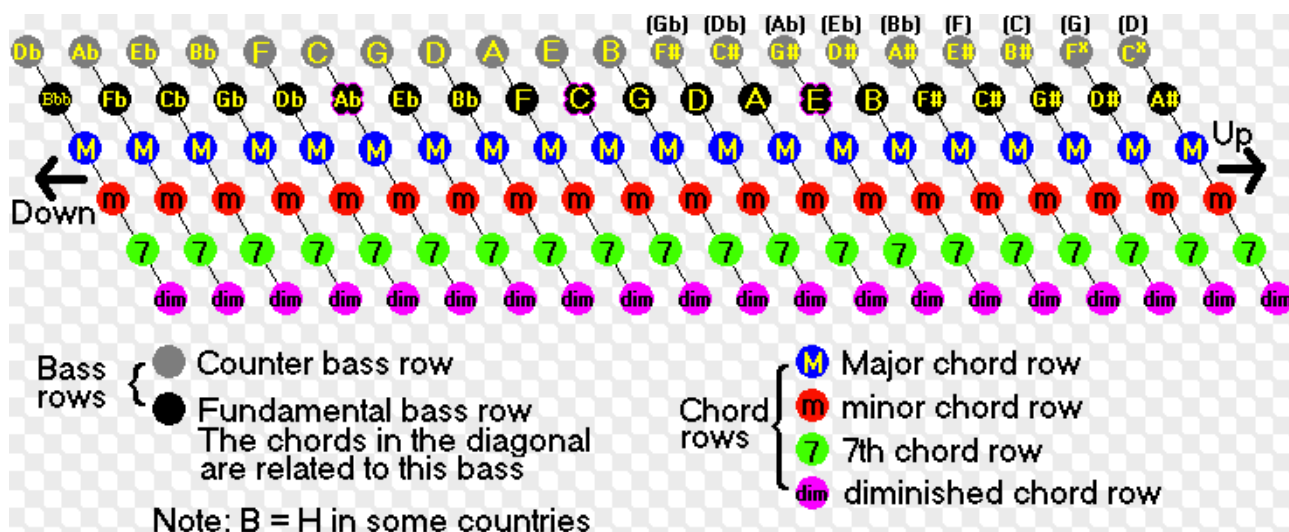 (Gb) (Db) (Ab) (Eb) (Bb) (F) (C) (G) (D)
Db Ab Eb Bb F C G D A E B F# C# G# D# A# E# B# Fx Cx
Bbb Fb Cb Gb Db Ab Eb Bb F C G D A E B F# C# G# D# A#
M M M M M M M M M M M M M M M M M M M M Up
Down m m m m m m m m m m m m m m m m m m m m
7 7 7 7 7 7 7 7 7 7 7 7 7 7 7 7 7 7 7 7
dim dim dim dim dim dim dim dim dim dim dim dim dim dim dim dim dim dim dim dim
Bass rows {
Counter bass row
Fundamental bass row
The chords in the diagonal
are related to this bass
Chord rows {
M Major chord row
m minor chord row
7 7th chord row
dim diminished chord row
Note: B = H in some countries